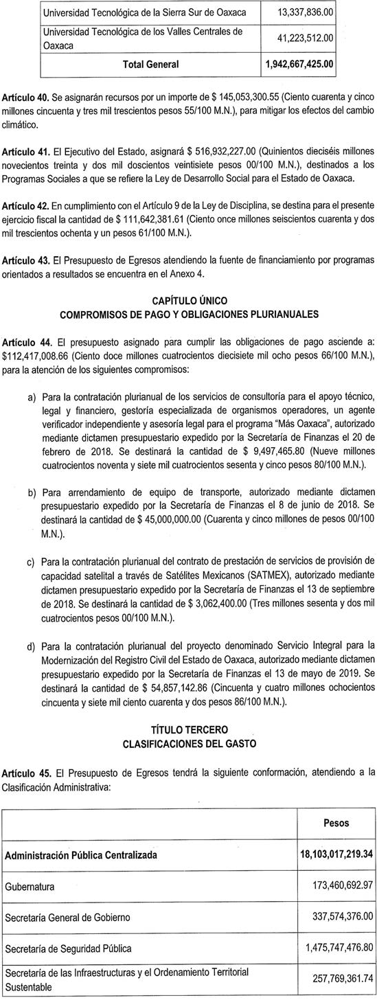 Universidad Tecnológica de la Sierra Sur de Oaxaca 13,337,836.00
Universidad Tecnológica de los Valles Centrales de
Oaxaca 41,223,512.00
Total General 1,942,667,425.00
Artículo 40. Se asignarán recursos por un importe de $ 145,053,300.55 (Ciento cuarenta y cinco
millones cincuenta y tres mil trescientos pesos 55/100 M.N.), para mitigar los efectos del cambio
climático.
Artículo 41. El Ejecutivo del Estado, asignará $ 516,932,227.00 (Quinientos dieciséis millones
novecientos treinta y dos mil doscientos veintisiete pesos 00/100 M.N.), destinados a los
Programas Sociales a que se refiere la Ley de Desarrollo Social para el Estado de Oaxaca.
Artículo 42. En cumplimiento con el Artículo 9 de la Ley de Disciplina, se destina para el presente
ejercicio fiscal la cantidad de $ 111,642,381.61 (Ciento once millones seiscientos cuarenta y dos
mil trescientos ochenta y un pesos 61/100 M.N.).
Artículo 43. El Presupuesto de Egresos atendiendo la fuente de financiamiento por programas
orientados a resultados se encuentra en el Anexo 4.
CAPÍTULO ÚNICO
COMPROMISOS DE PAGO Y OBLIGACIONES PLURIANUALES
Artículo 44. El presupuesto asignado para cumplir las obligaciones de pago asciende a:
$112,417,008.66 (Ciento doce millones cuatrocientos diecisiete mil ocho pesos 66/100 M.N.),
para la atención de los siguientes compromisos:
a) Para la contratación plurianual de los servicios de consultoría para el apoyo técnico,
legal y financiero, gestoría especializada de organismos operadores, un agente
verificador independiente y asesoría legal para el programa “Más Oaxaca”, autorizado
mediante dictamen presupuestario expedido por la Secretaría de Finanzas el 20 de
febrero de 2018. Se destinará la cantidad de $ 9,497,465.80 (Nueve millones
cuatrocientos noventa y siete mil cuatrocientos sesenta y cinco pesos 80/100 M.N.).
b) Para arrendamiento de equipo de transporte, autorizado mediante dictamen
presupuestario expedido por la Secretaría de Finanzas el 8 de junio de 2018. Se
destinará la cantidad de $ 45,000,000.00 (Cuarenta y cinco millones de pesos 00/100
M.N.).
c) Para la contratación plurianual del contrato de prestación de servicios de provisión de
capacidad satelital a través de Satélites Mexicanos (SATMEX), autorizado mediante
dictamen presupuestario expedido por la Secretaría de Finanzas el 13 de septiembre
de 2018. Se destinará la cantidad de $ 3,062,400.00 (Tres millones sesenta y dos mil
cuatrocientos pesos 00/100 M.N.).
d) Para la contratación plurianual del proyecto denominado Servicio Integral para la
Modernización del Registro Civil del Estado de Oaxaca, autorizado mediante dictamen
presupuestario expedido por la Secretaría de Finanzas el 13 de mayo de 2019. Se
destinará la cantidad de $ 54,857,142.86 (Cincuenta y cuatro millones ochocientos
cincuenta y siete mil ciento cuarenta y dos pesos 86/100 M.N.).
TÍTULO TERCERO
CLASIFICACIONES DEL GASTO
Artículo 45. El Presupuesto de Egresos tendrá la siguiente conformación, atendiendo a la
Clasificación Administrativa:
Pesos
Administración Pública Centralizada 18,103,017,219.34
Gubernatura 173,460,692.97
Secretaría General de Gobierno 337,574,376.00
Secretaría de Seguridad Pública 1,475,747,476.80
Secretaría de las Infraestructuras y el Ordenamiento Territorial
Sustentable 257,769,361.74